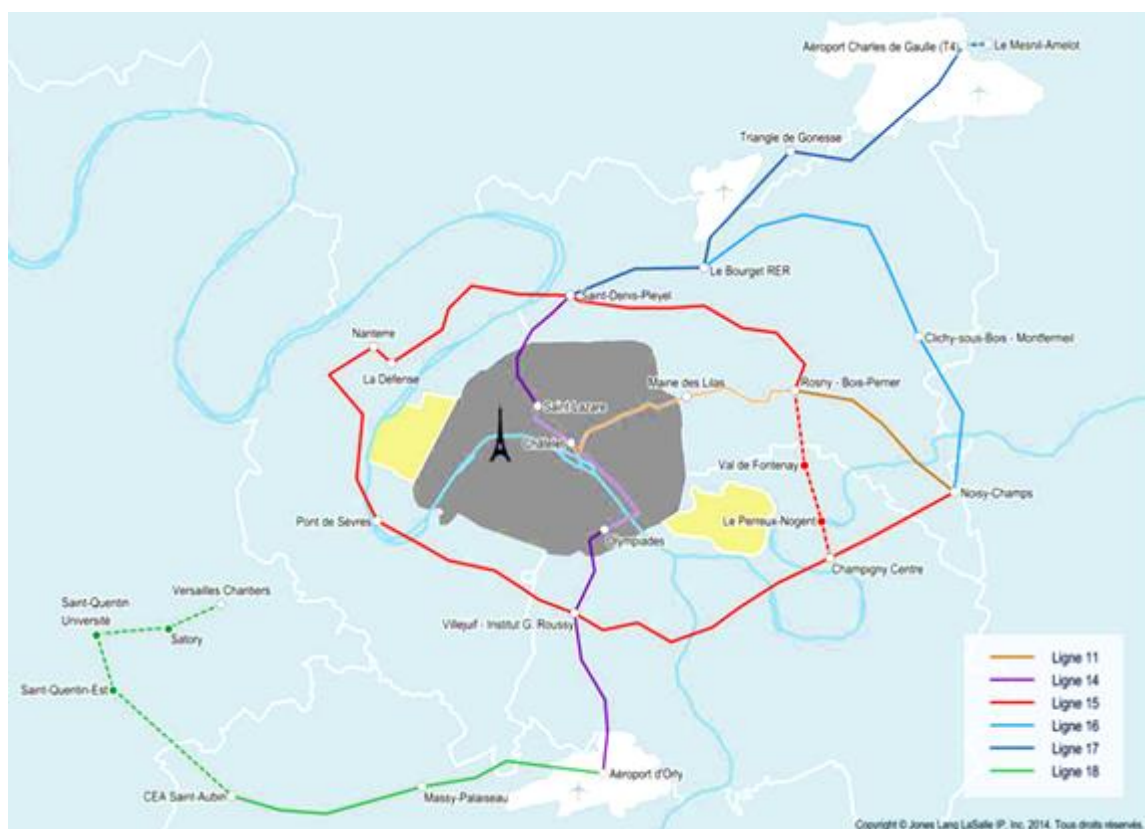 Aéroport Charles de Gaulle (T4)
Le Mesnil-Amelot
Triangle de Gonesse
Le Bourget RER
Saint-Denis-Pleyel
Nanterre
La Défense
Clichy-sous-Bois - Montfermeil
Mairie des Lilas
Rosny - Bois-Perrier
Saint Lazare
Châtelet
Val de Fontenay
Noisy-Champs
Pont de Sèvres
Le Perreux-Nogent
Olympiades
Champigny Centre
Versailles Chantiers
Saint-Quentin
Université
Satory
Villejuif - Institut G. Roussy
Saint-Quentin-Est
Aéroport d'Orly
CEA Saint-Aubin
Massy-Palaiseau
Ligne 11
Ligne 14
Ligne 15
Ligne 16
Ligne 17
Ligne 18
Copyright © Jones Lang LaSalle IP, Inc. 2014. Tous droits réservés.